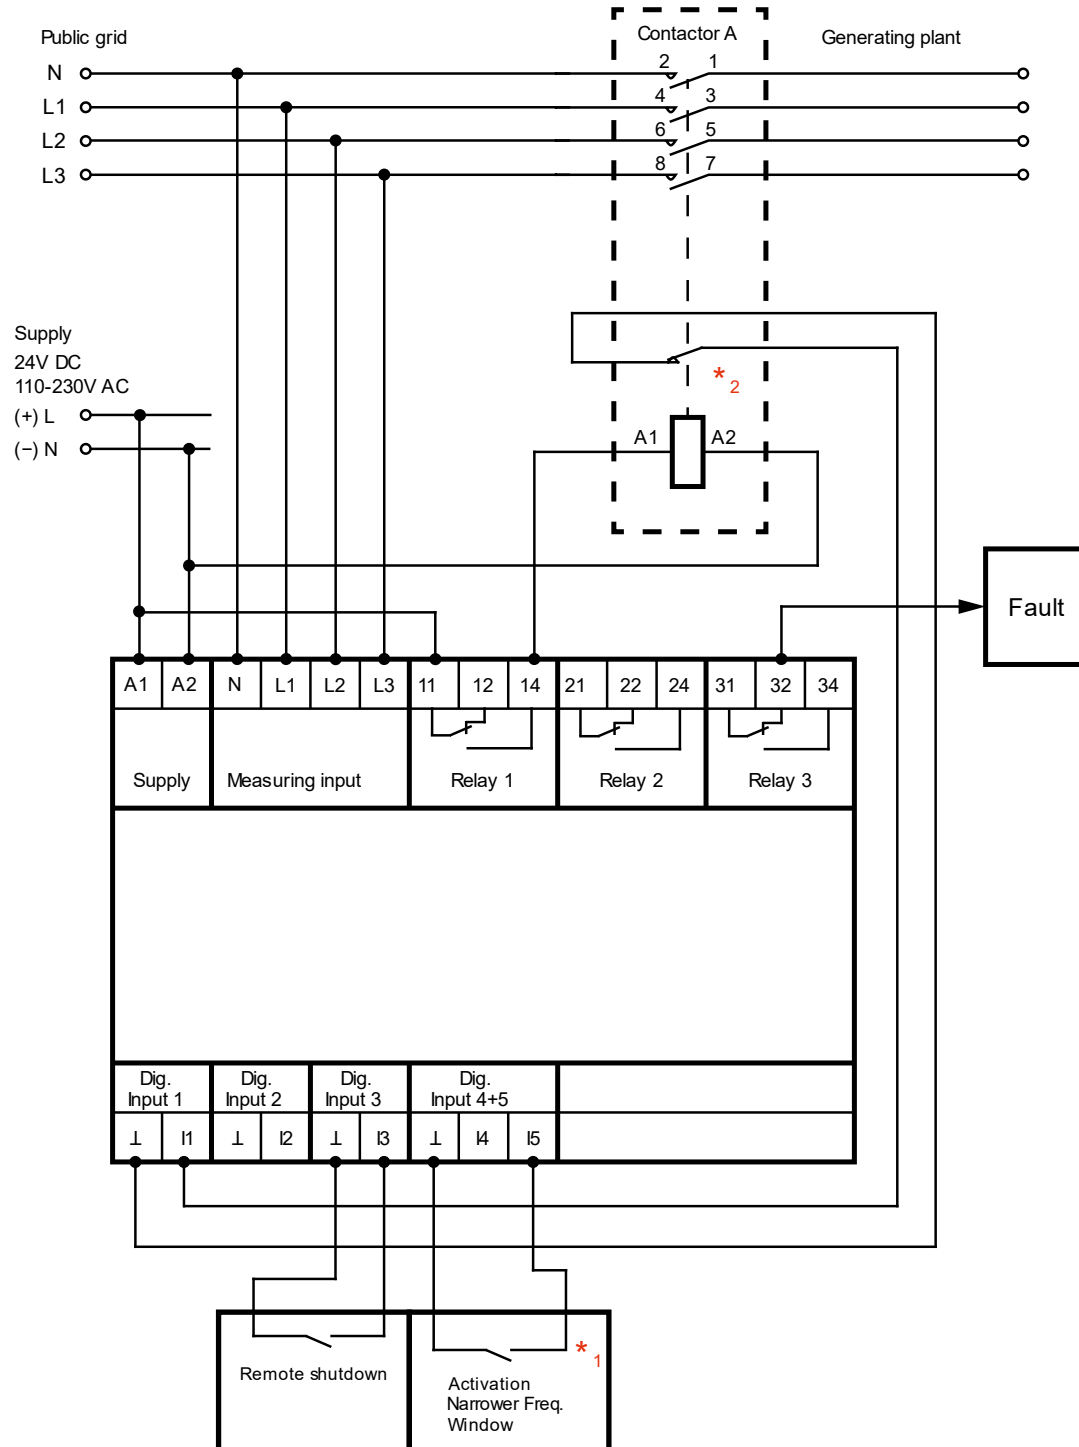 Public grid
Contactor A
Generating plant
N
2 1
L1
4 3
L2
6 5
L3
8 7
Supply
24V DC
110-230V AC
(+) L
(−) N
* 2
A1 A2
Fault
A1 A2 N L1 L2 L3 11 12 14 21 22 24 31 32 34
Supply
Measuring input
Relay 1
Relay 2
Relay 3
Dig.
Input 1
Dig.
Input 2
Dig.
Input 3
Dig.
Input 4+5
⊥ I1 ⊥ I2 ⊥ I3 ⊥ I4 I5
* 1
Remote shutdown
Activation
Narrower Freq.
Window